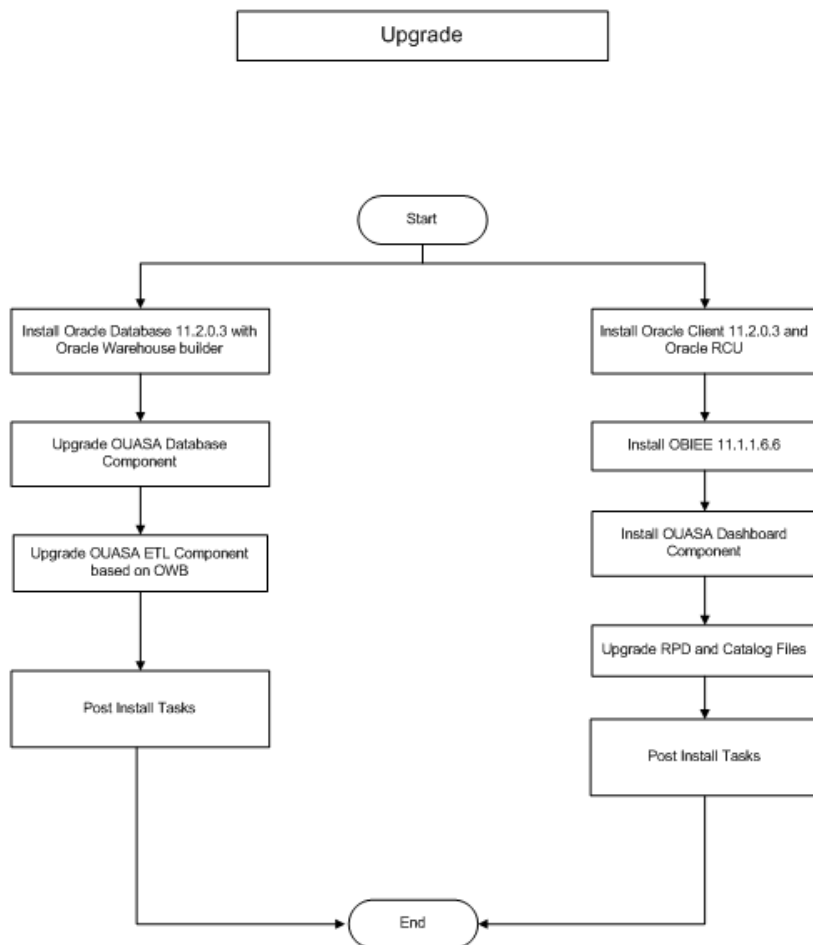 Upgrade
Start
Install Oracle Database 11.2.0.3 with
Oracle Warehouse builder
Upgrade OUASA Database
Component
Upgrade OUASA ETL Component
based on OWB
Post Install Tasks
Install Oracle Client 11.2.0.3 and
Oracle RCU
Install OBIEE 11.1.1.6.6
Install OUASA Dashboard
Component
Upgrade RPD and Catalog Files
Post Install Tasks
End